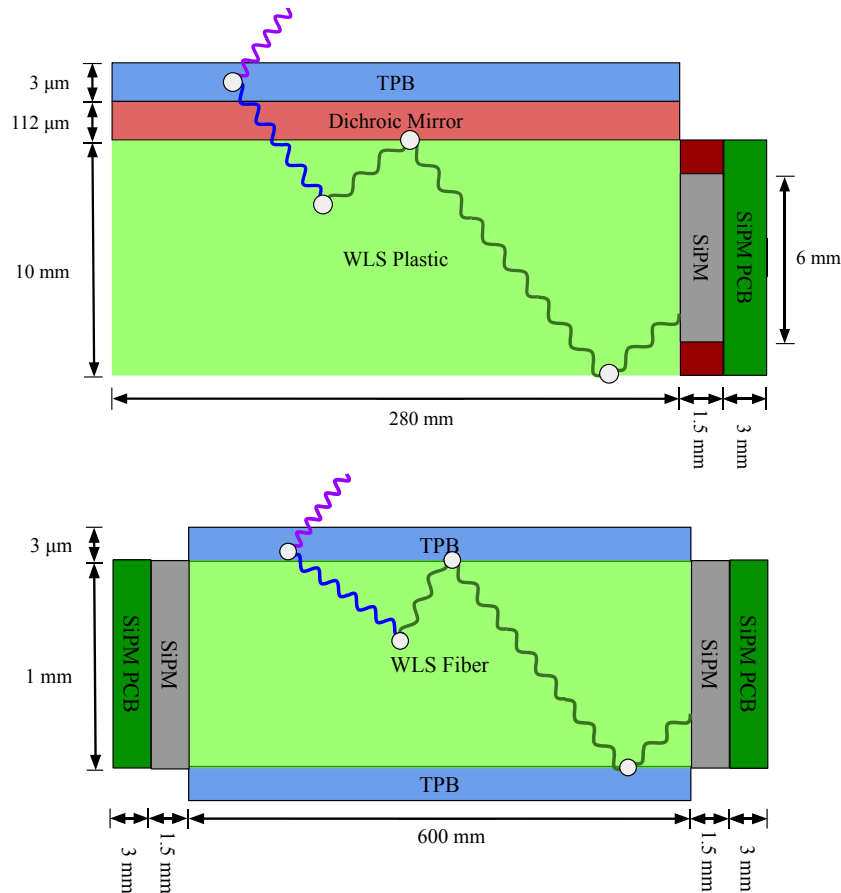 TPB
3 μm
112 μm
Dichroic Mirror
10 mm
WLS Plastic
SiPM
SiPM PCB
6 mm
280 mm
1.5 mm
3 mm
3 μm
TPB
SiPM PCB
SiPM
1 mm
WLS Fiber
SiPM
SiPM PCB
TPB
3 mm
1.5 mm
600 mm
1.5 mm
3 mm